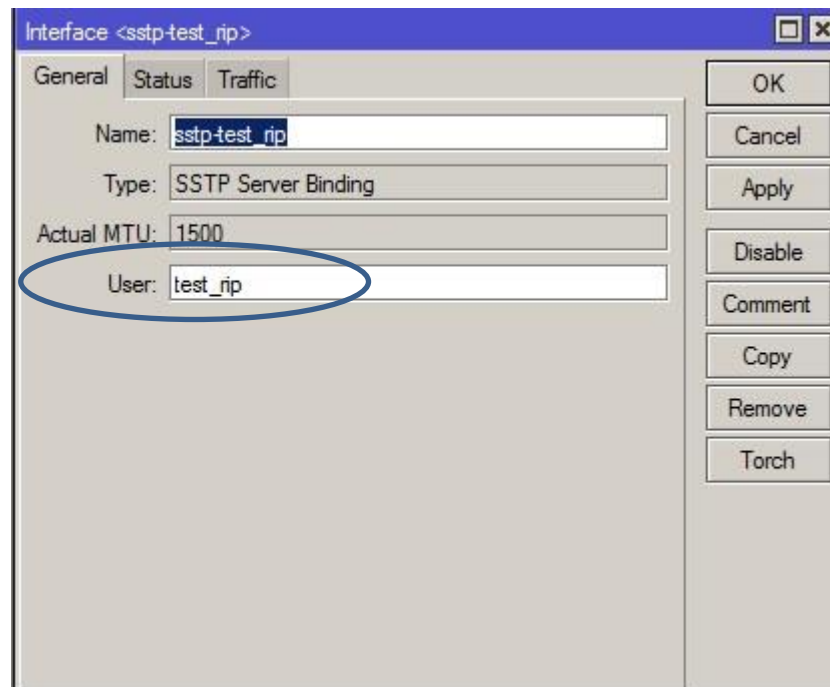 Interface <sstp-test_rip>
General Status Traffic
OK
Name: sstp-test_rip
Cancel
Type: SSTP Server Binding
Apply
Actual MTU: 1500
Disable
User: test_rip
Comment
Copy
Remove
Torch